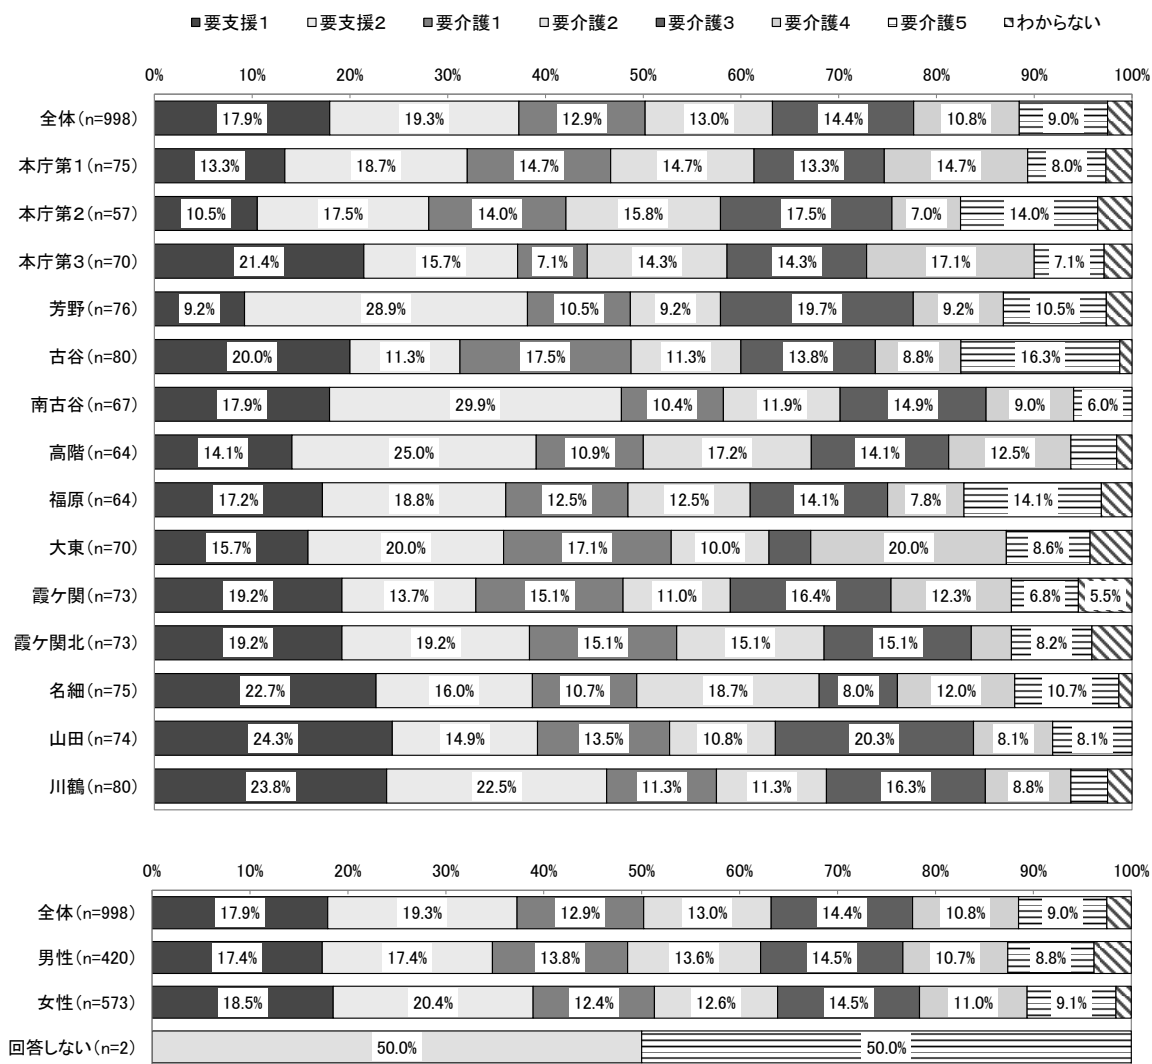 ■要支援1 □要支援2 ■要介護1 □要介護2 ■要介護3 □要介護4 要介護5 わからない
0% 10% 20% 30% 40% 50% 60% 70% 80% 90% 100%
全体(n=998) 17.9% 19.3% 12.9% 13.0% 14.4% 10.8% 9.0%
本庁第1(n=75) 13.3% 18.7% 14.7% 14.7% 13.3% 14.7% 8.0%
本庁第2(n=57) 10.5% 17.5% 14.0% 15.8% 17.5% 7.0% 14.0%
本庁第3(n=70) 21.4% 15.7% 7.1% 14.3% 14.3% 17.1% 7.1%
芳野(n=76) 9.2% 28.9% 10.5% 9.2% 19.7% 9.2% 10.5%
古谷(n=80) 20.0% 11.3% 17.5% 11.3% 13.8% 8.8% 16.3%
南古谷(n=67) 17.9% 29.9% 10.4% 11.9% 14.9% 9.0% 6.0%
高階(n=64) 14.1% 25.0% 10.9% 17.2% 14.1% 12.5%
福原(n=64) 17.2% 18.8% 12.5% 12.5% 14.1% 7.8% 14.1%
大東(n=70) 15.7% 20.0% 17.1% 10.0% 20.0% 8.6%
霞ケ関(n=73) 19.2% 13.7% 15.1% 11.0% 16.4% 12.3% 6.8% 5.5%
霞ケ関北(n=73) 19.2% 19.2% 15.1% 15.1% 15.1% 8.2%
名細(n=75) 22.7% 16.0% 10.7% 18.7% 8.0% 12.0% 10.7%
山田(n=74) 24.3% 14.9% 13.5% 10.8% 20.3% 8.1% 8.1%
川鶴(n=80) 23.8% 22.5% 11.3% 11.3% 16.3% 8.8%
0% 10% 20% 30% 40% 50% 60% 70% 80% 90% 100%
全体(n=998) 17.9% 19.3% 12.9% 13.0% 14.4% 10.8% 9.0%
男性(n=420) 17.4% 17.4% 13.8% 13.6% 14.5% 10.7% 8.8%
女性(n=573) 18.5% 20.4% 12.4% 12.6% 14.5% 11.0% 9.1%
回答しない(n=2) 50.0% 50.0%